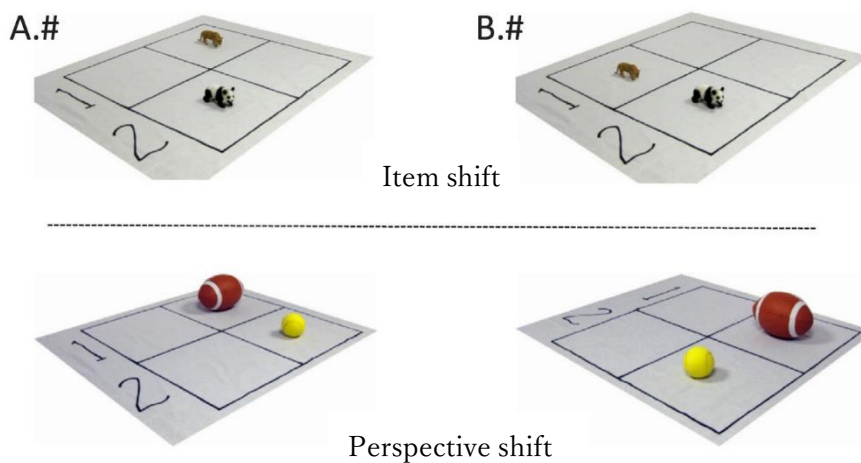 A.# B.#
1 1
2 2
Item shift
1 2 1
2
Perspective shift